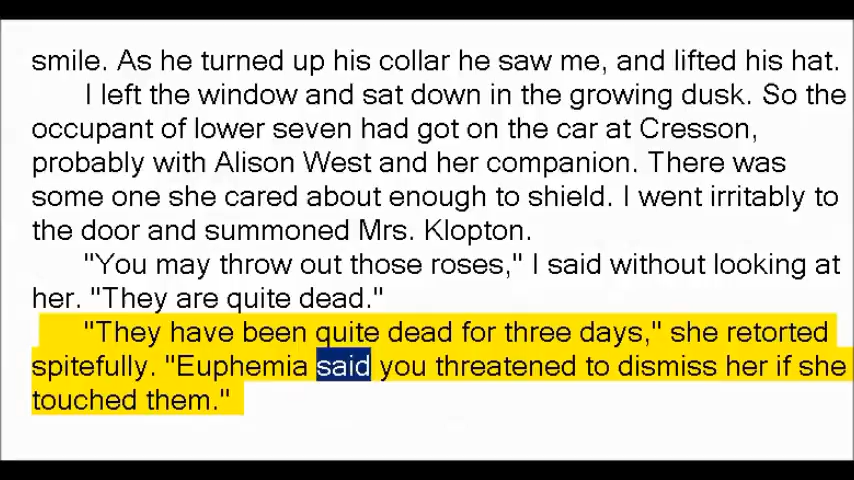 smile. As he turned up his collar he saw me, and lifted his hat.
I left the window and sat down in the growing dusk. So the
occupant of lower seven had got on the car at Cresson,
probably with Alison West and her companion. There was
some one she cared about enough to shield. I went irritably to
the door and summoned Mrs. Klopton.
"You may throw out those roses," I said without looking at
her. "They are quite dead."
"They have been quite dead for three days," she retorted
spitefully. "Euphemia said you threatened to dismiss her if she
touched them."